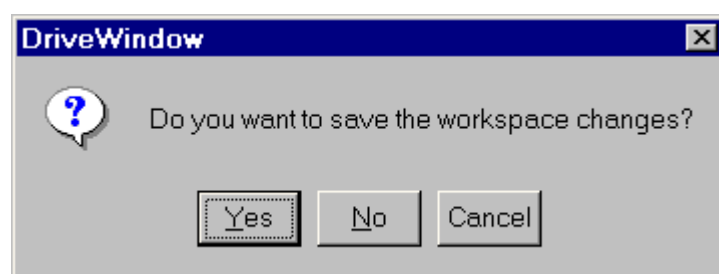 DriveWindow
Do you want to save the workspace changes?
Yes No Cancel